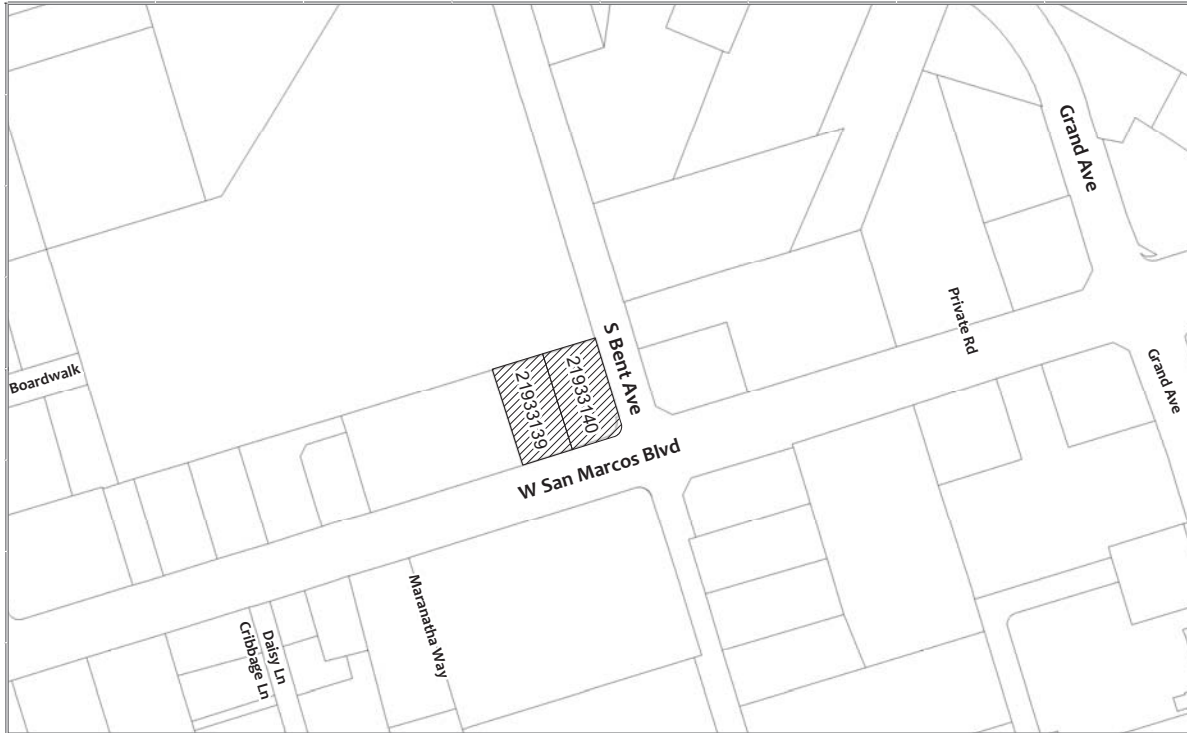 Grand Ave
Private Rd
S Bent Ave
Grand Ave
Boardwalk
21933139
21933140
W San Marcos Blvd
Maranatha Way
Daisy Ln
Cribbage Ln